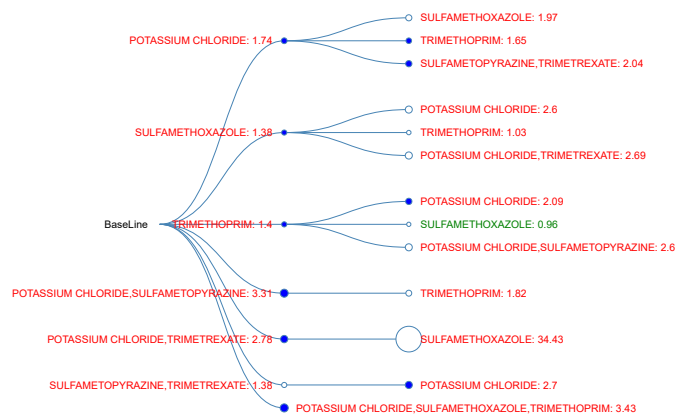 SULFAMETHOXAZOLE: 1.97
POTASSIUM CHLORIDE: 1.74
TRIMETHOPRIM: 1.65
SULFAMETOPYRAZINE,TRIMETREXATE: 2.04
POTASSIUM CHLORIDE: 2.6
SULFAMETHOXAZOLE: 1.38
TRIMETHOPRIM: 1.03
POTASSIUM CHLORIDE,TRIMETREXATE: 2.69
POTASSIUM CHLORIDE: 2.09
BaseLine
TRIMETHOPRIM: 1.4
SULFAMETHOXAZOLE: 0.96
POTASSIUM CHLORIDE,SULFAMETOPYRAZINE: 2.6
POTASSIUM CHLORIDE,SULFAMETOPYRAZINE: 3.31
TRIMETHOPRIM: 1.82
POTASSIUM CHLORIDE,TRIMETREXATE: 2.78
SULFAMETHOXAZOLE: 34.43
SULFAMETOPYRAZINE,TRIMETREXATE: 1.38
POTASSIUM CHLORIDE: 2.7
POTASSIUM CHLORIDE,SULFAMETHOXAZOLE,TRIMETHOPRIM: 3.43